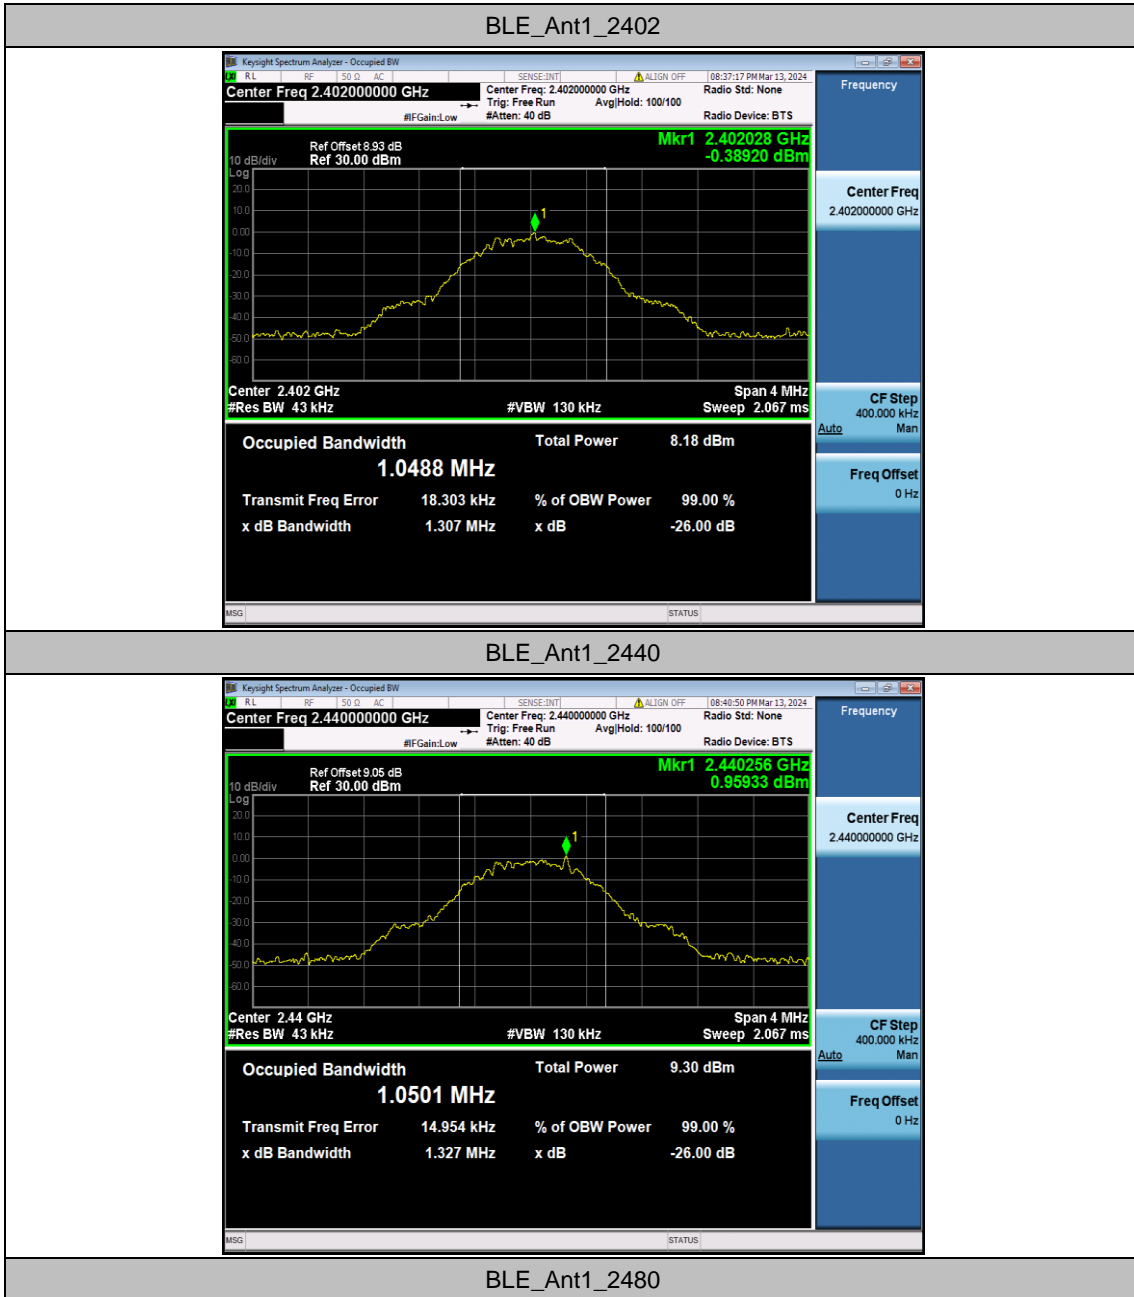 BLE_Ant1_2402
Keysight Spectrum Analyzer - Occupied BW
RL RF 50 Ω AC SENSE:INT ALIGN OFF 08:37:17 PM Mar 13, 2024
Center Freq 2.402000000 GHz
Center Freq: 2.402000000 GHz Radio Std: None
Trig: Free Run Avg|Hold: 100/100
#IFGain:Low #Atten: 40 dB Radio Device: BTS
Frequency
Mkr1 2.402028 GHz
-0.38920 dBm
Ref Offset 8.93 dB
10 dB/div Ref 30.00 dBm
Log
20.0
10.0
0.00
-10.0
-20.0
-30.0
-40.0
-50.0
-60.0
1
Center 2.402 GHz Span 4 MHz
#Res BW 43 kHz #VBW 130 kHz Sweep 2.067 ms
Center Freq
2.402000000 GHz
CF Step
400.000 kHz
Auto Man
Freq Offset
0 Hz
Occupied Bandwidth Total Power 8.18 dBm
1.0488 MHz
Transmit Freq Error 18.303 kHz % of OBW Power 99.00 %
x dB Bandwidth 1.307 MHz x dB -26.00 dB
MSG STATUS
BLE_Ant1_2440
Keysight Spectrum Analyzer - Occupied BW
RL RF 50 Ω AC SENSE:INT ALIGN OFF 08:40:50 PM Mar 13, 2024
Center Freq 2.440000000 GHz
Center Freq: 2.440000000 GHz Radio Std: None
Trig: Free Run Avg|Hold: 100/100
#IFGain:Low #Atten: 40 dB Radio Device: BTS
Frequency
Mkr1 2.440256 GHz
0.95933 dBm
Ref Offset 9.05 dB
10 dB/div Ref 30.00 dBm
Log
20.0
10.0
0.00
-10.0
-20.0
-30.0
-40.0
-50.0
-60.0
1
Center 2.44 GHz Span 4 MHz
#Res BW 43 kHz #VBW 130 kHz Sweep 2.067 ms
Center Freq
2.440000000 GHz
CF Step
400.000 kHz
Auto Man
Freq Offset
0 Hz
Occupied Bandwidth Total Power 9.30 dBm
1.0501 MHz
Transmit Freq Error 14.954 kHz % of OBW Power 99.00 %
x dB Bandwidth 1.327 MHz x dB -26.00 dB
MSG STATUS
BLE_Ant1_2480